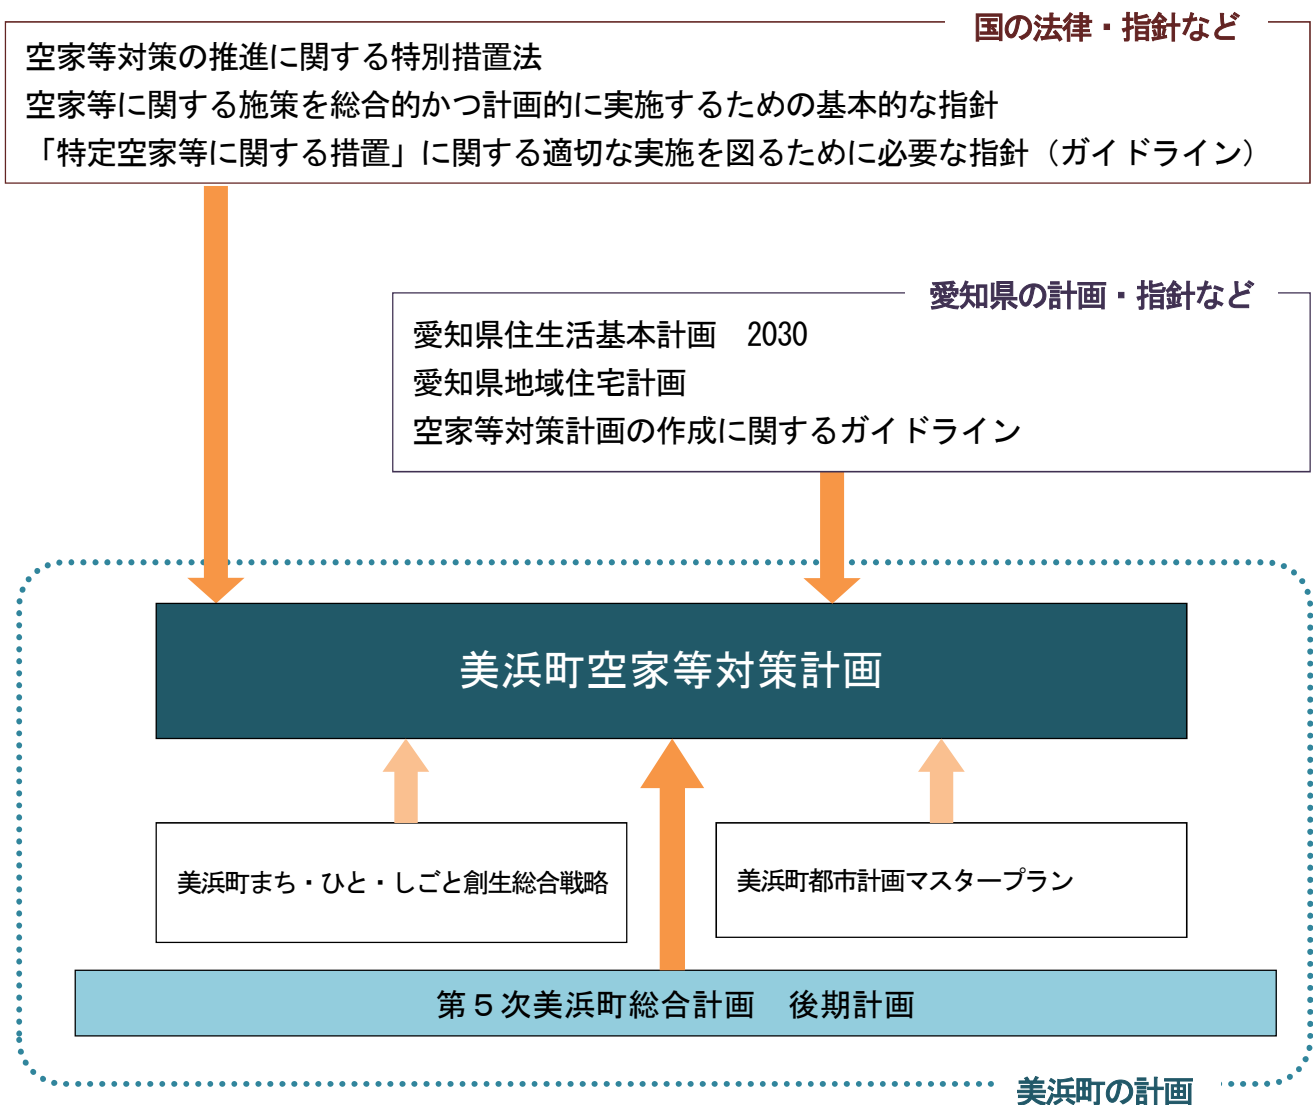 国の法律・指針など
空家等対策の推進に関する特別措置法
空家等に関する施策を総合的かつ計画的に実施するための基本的な指針
「特定空家等に関する措置」に関する適切な実施を図るために必要な指針（ガイドライン）
愛知県の計画・指針など
愛知県住生活基本計画　2030
愛知県地域住宅計画
空家等対策計画の作成に関するガイドライン
美浜町空家等対策計画
美浜町まち・ひと・しごと創生総合戦略
美浜町都市計画マスタープラン
第５次美浜町総合計画　後期計画
美浜町の計画